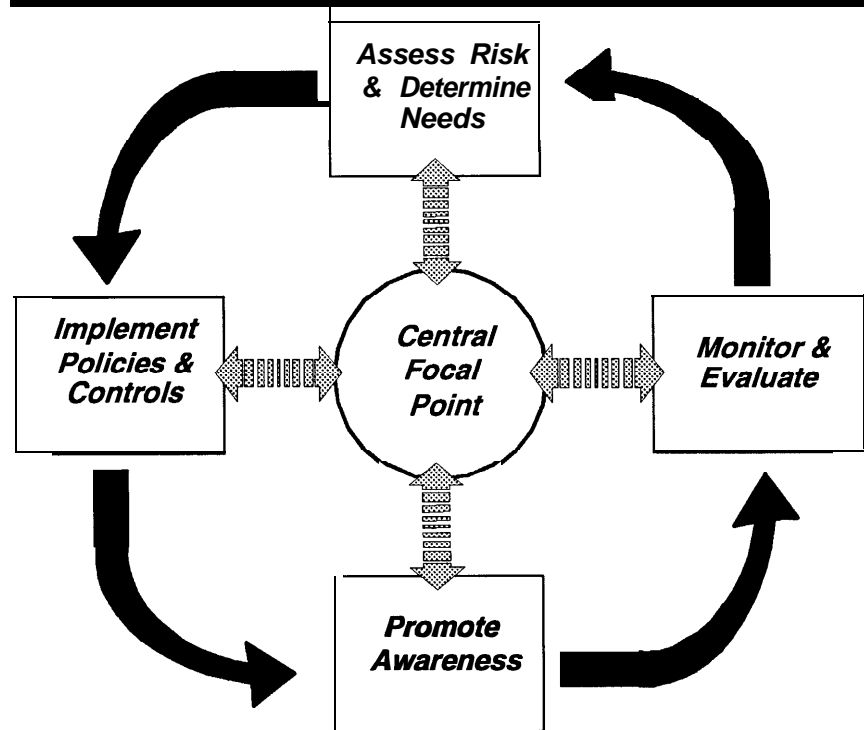 Assess Risk
& Determine
Needs
Implement
Policies &
Controls
Central
Focal
Point
Monitor &
Evaluate
Promote
Awareness